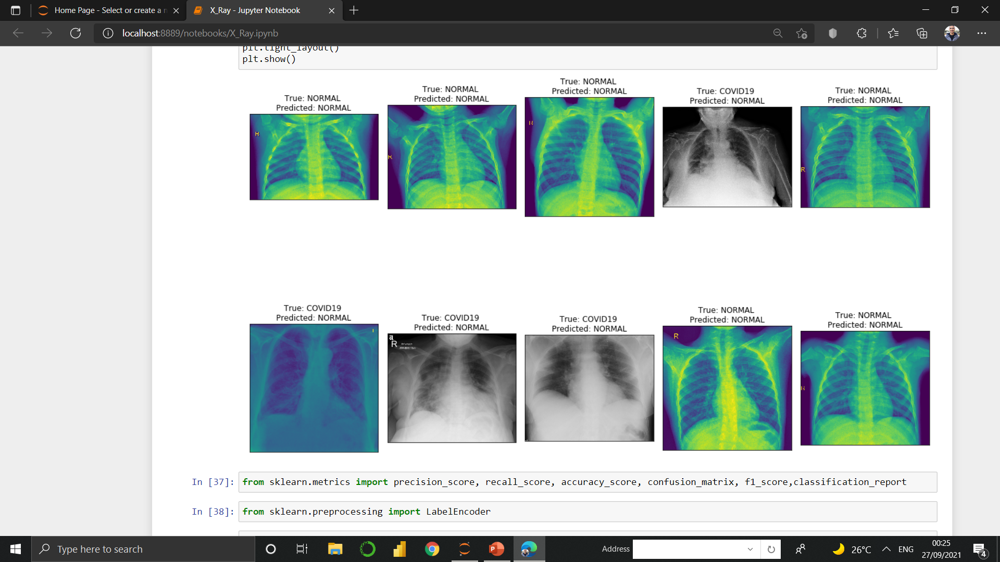 Home Page - Select or create a n
X_Ray - Jupyter Notebook
localhost:8889/notebooks/X_Ray.ipynb
plt.tight_layout()
plt.show()
True: NORMAL
Predicted: NORMAL
True: NORMAL
Predicted: NORMAL
True: NORMAL
Predicted: NORMAL
True: COVID19
Predicted: NORMAL
True: NORMAL
Predicted: NORMAL
R
R
True: COVID19
Predicted: NORMAL
True: COVID19
Predicted: NORMAL
True: COVID19
Predicted: NORMAL
True: NORMAL
Predicted: NORMAL
True: NORMAL
Predicted: NORMAL
a
R
R
In [37]: from sklearn.metrics import precision_score, recall_score, accuracy_score, confusion_matrix, f1_score,classification_report
In [38]: from sklearn.preprocessing import LabelEncoder
Type here to search
Address
26°C
ENG
00:25
27/09/2021
4